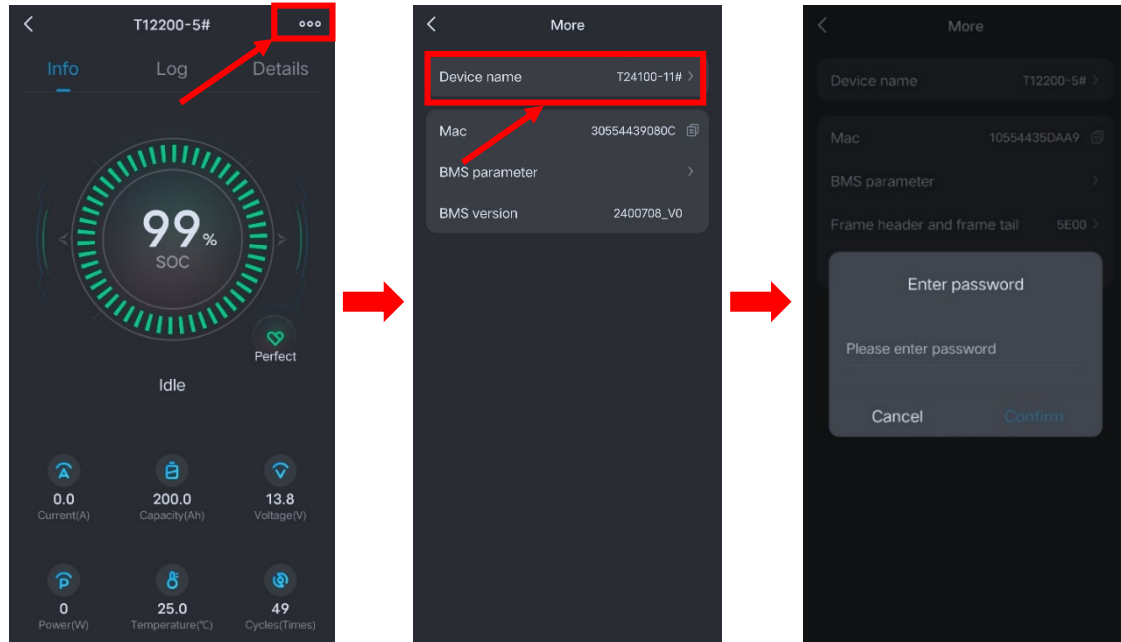 T12200-5#
Info Log Details
99%
SOC
Perfect
Idle
0.0 200.0 13.8
Current(A) Capacity(Ah) Voltage(V)
0 25.0 49
Power(W) Temperature(℃) Cycles(Times)
More
Device name T24100-11#
Mac 30554439080C
BMS parameter
BMS version 2400708_V0
More
Device name T12200-5#
Mac 10554435DAA9
BMS parameter
Frame header and frame tail 5E00
Enter password
Please enter password
Cancel Confirm